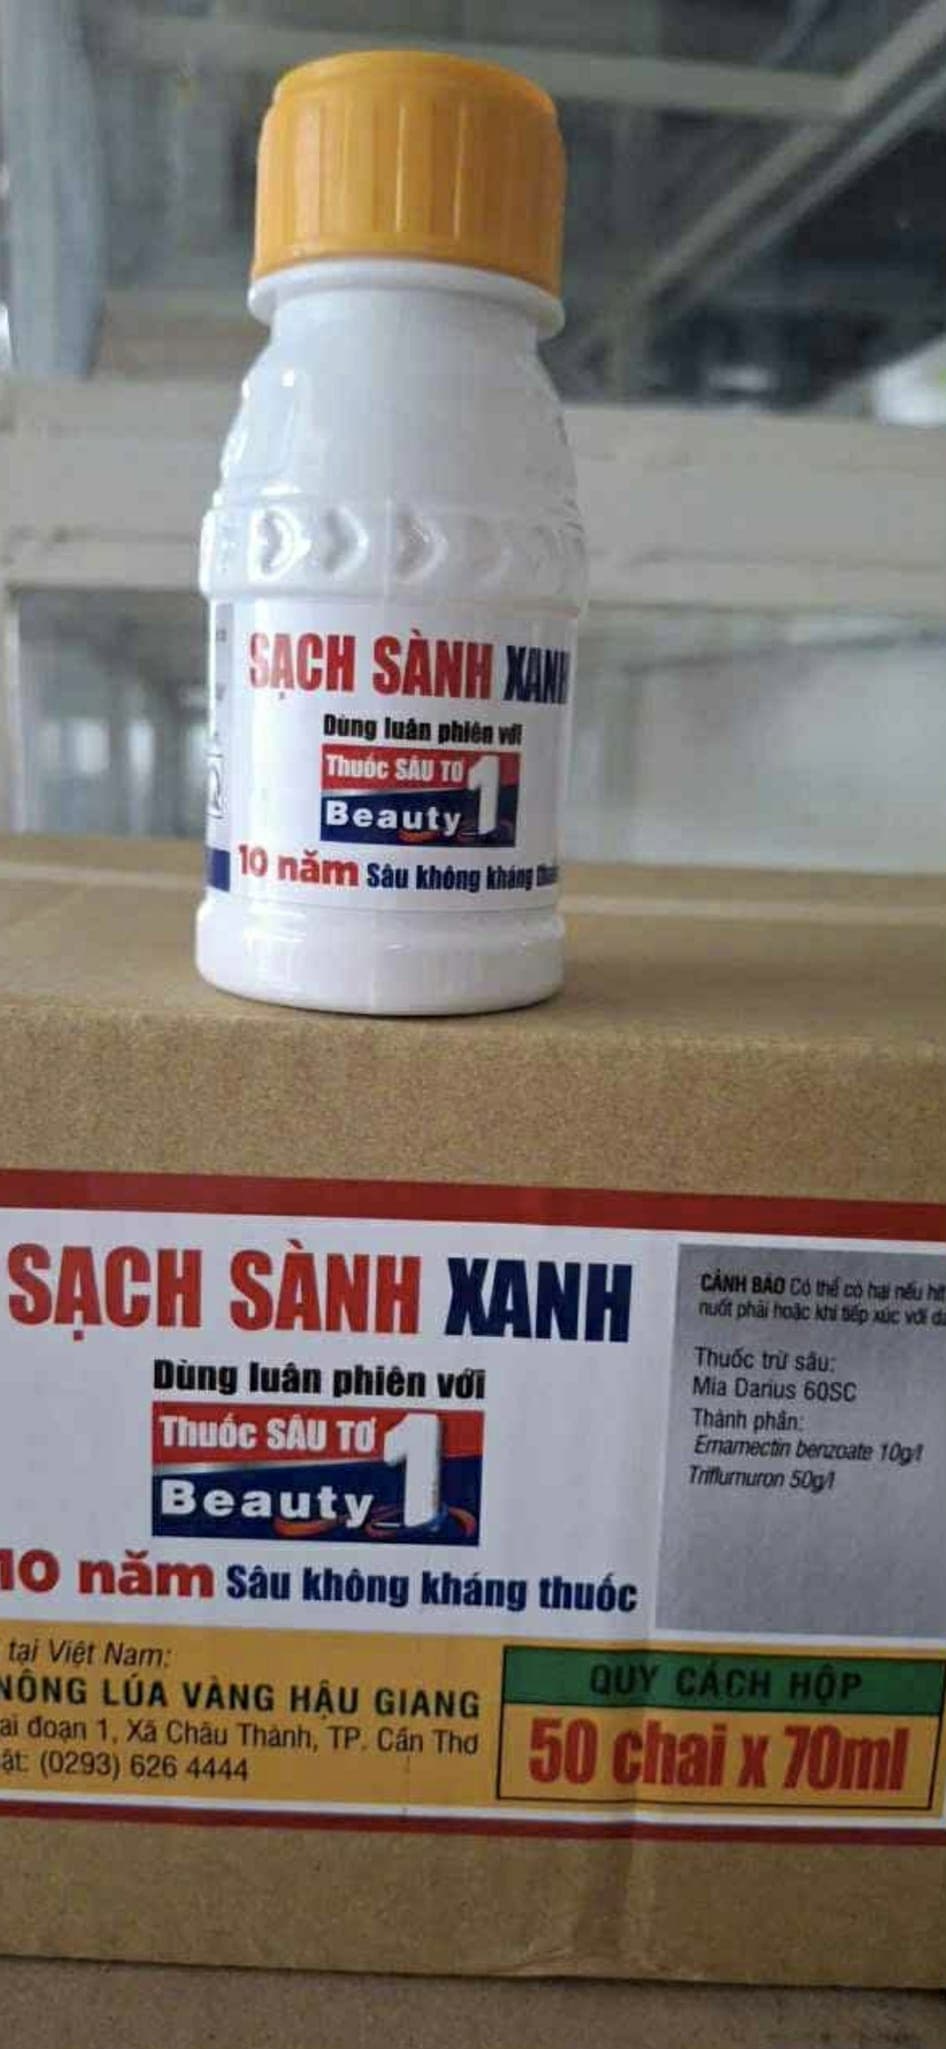 SẠCH SÀNH XANH
Dùng luân phiên với
Thuốc SÂU TƠ 1
Beauty
10 năm Sâu không kháng
SẠCH SÀNH XANH
Dùng luân phiên với
Thuốc SÂU TƠ 1
Beauty
10 năm Sâu không kháng thuốc
CẢNH BÁO Có thể có hại nếu hít
nuốt phải hoặc khi tiếp xúc với
Thuốc trừ sâu:
Mia Darius 60SC
Thành phần:
Emamectin benzoate 10g/l
Triflumuron 50g/l
tại Việt Nam:
NÔNG LÚA VÀNG HẬU GIANG
đoạn 1, Xã Châu Thành, TP. Cần Thơ
(0293) 626 4444
QUY CÁCH HỘP
50 chai x 70ml